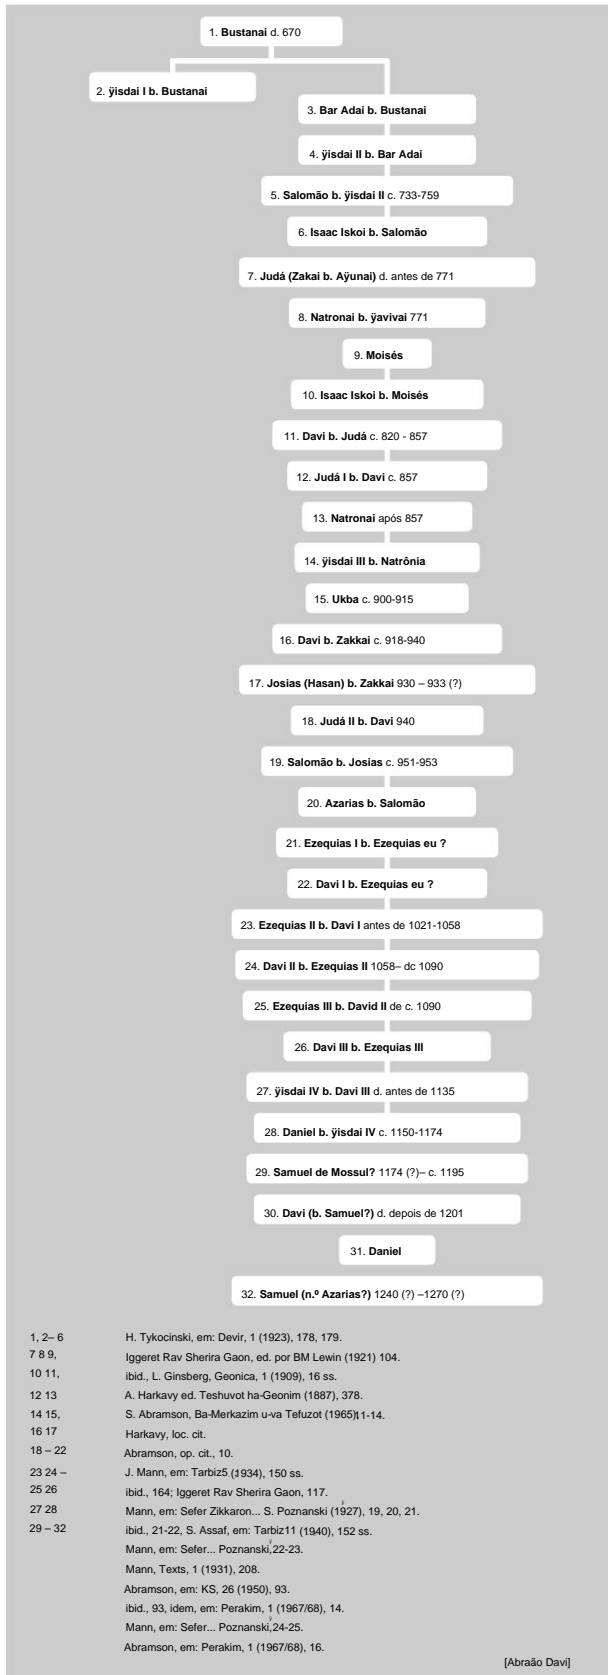 1. Bustanai d. 670
2. ÿisdai I b. Bustanai
3. Bar Adai b. Bustanai
4. ÿisdai II b. Bar Adai
5. Salomão b. ÿisdai II c. 733-759
6. Isaac Iskoi b. Salomão
7. Judá (Zakai b. Aÿunai) d. antes de 771
8. Natronai b. ÿavivai 771
9. Moisés
10. Isaac Iskoi b. Moisés
11. Davi b. Judá c. 820 - 857
12. Judá I b. Davi c. 857
13. Natronai após 857
14. ÿisdai III b. Natrônia
15. Ukba c. 900-915
16. Davi b. Zakkai c. 918-940
17. Josias (Hasan) b. Zakkai 930 – 933 (?)
18. Judá II b. Davi 940
19. Salomão b. Josias c. 951-953
20. Azarias b. Salomão
21. Ezequias I b. Ezequias eu ?
22. Davi I b. Ezequias eu ?
23. Ezequias II b. Davi I antes de 1021-1058
24. Davi II b. Ezequias II 1058– dc 1090
25. Ezequias III b. David II de c. 1090
26. Davi III b. Ezequias III
27. ÿisdai IV b. Davi III d. antes de 1135
28. Daniel b. ÿisdai IV c. 1150-1174
29. Samuel de Mossul? 1174 (?)– c. 1195
30. Davi (b. Samuel?) d. depois de 1201
31. Daniel
32. Samuel (n.º Azarias?) 1240 (?) –1270 (?)
1, 2– 6 H. Tykocinski, em: Devir, 1 (1923), 178, 179.
7 8 9, Iggeret Rav Sherira Gaon, ed. por BM Lewin (1921) 104.
10 11, ibid., L. Ginsberg, Geonica, 1 (1909), 16 ss.
12 13 A. Harkavy ed. Teshuvot ha-Geonim (1887), 378.
14 15, S. Abramson, Ba-Merkazim u-va Tefuzot (1965),11-14.
16 17 Harkavy, loc. cit.
18 – 22 Abramson, op. cit., 10.
23 24 – J. Mann, em: Tarbiz5 (1934), 150 ss.
25 26 ibid., 164; Iggeret Rav Sherira Gaon, 117.
27 28 Mann, em: Sefer Zikkaron... S. Poznanski (1927), 19, 20, 21.
29 – 32 ibid., 21-22, S. Assaf, em: Tarbiz11 (1940), 152 ss.
Mann, em: Sefer... Poznanski,22-23.
Mann, Texts, 1 (1931), 208.
Abramson, em: KS, 26 (1950), 93.
ibid., 93, idem, em: Perakim, 1 (1967/68), 14.
Mann, em: Sefer... Poznanski,24-25.
Abramson, em: Perakim, 1 (1967/68), 16.
[Abraão Davi]